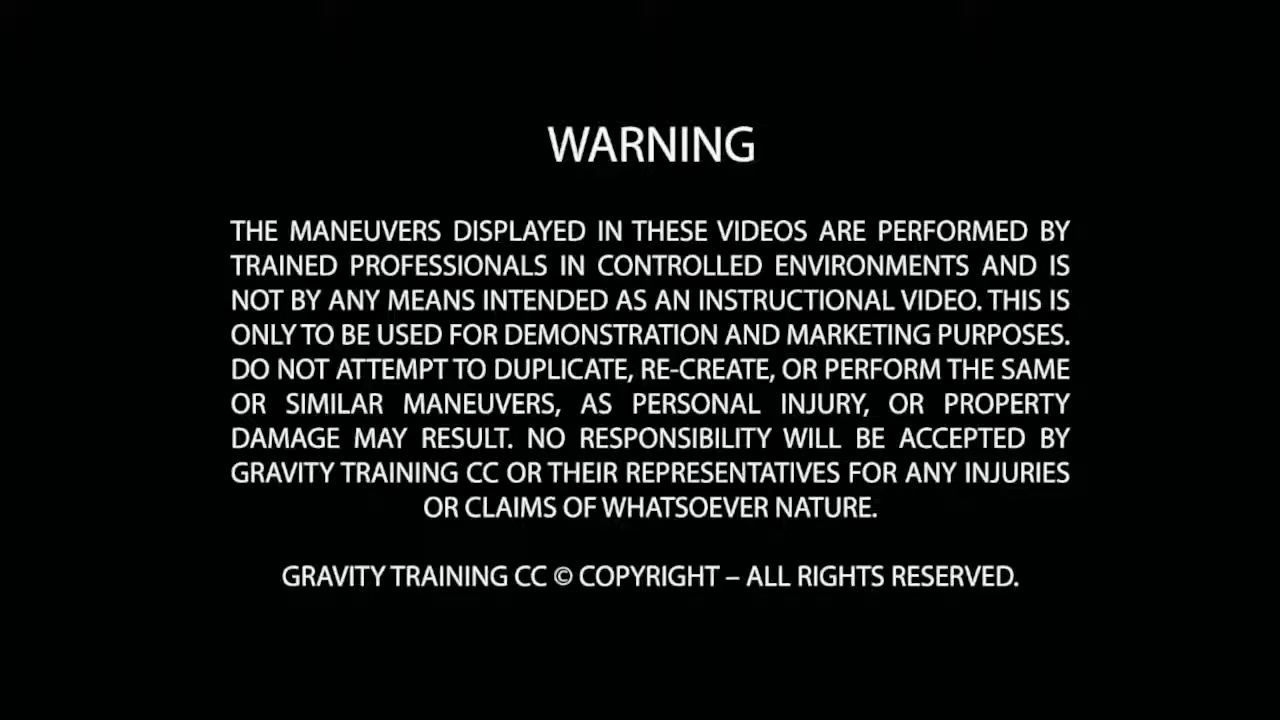 WARNING
THE MANEUVERS DISPLAYED IN THESE VIDEOS ARE PERFORMED BY
TRAINED PROFESSIONALS IN CONTROLLED ENVIRONMENTS AND IS
NOT BY ANY MEANS INTENDED AS AN INSTRUCTIONAL VIDEO. THIS IS
ONLY TO BE USED FOR DEMONSTRATION AND MARKETING PURPOSES.
DO NOT ATTEMPT TO DUPLICATE, RE-CREATE, OR PERFORM THE SAME
OR SIMILAR MANEUVERS, AS PERSONAL INJURY, OR PROPERTY
DAMAGE MAY RESULT. NO RESPONSIBILITY WILL BE ACCEPTED BY
GRAVITY TRAINING CC OR THEIR REPRESENTATIVES FOR ANY INJURIES
OR CLAIMS OF WHATSOEVER NATURE.
GRAVITY TRAINING CC © COPYRIGHT – ALL RIGHTS RESERVED.